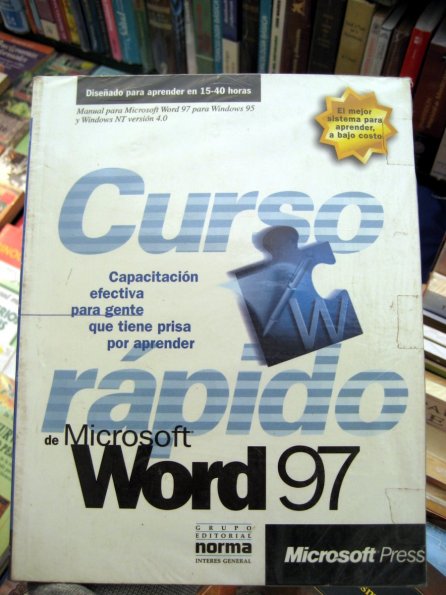 Diseñado para aprender en 15-40 horas
Manual para Microsoft Word 97 para Windows 95
y Windows NT versión 4.0
El mejor
sistema para
aprender,
a bajo costo
Curso
Capacitación
efectiva
para gente
que tiene prisa
por aprender
W
rápido
de Microsoft
Word 97
GRUPO
EDITORIAL
norma
INTERES GENERAL
Microsoft Press